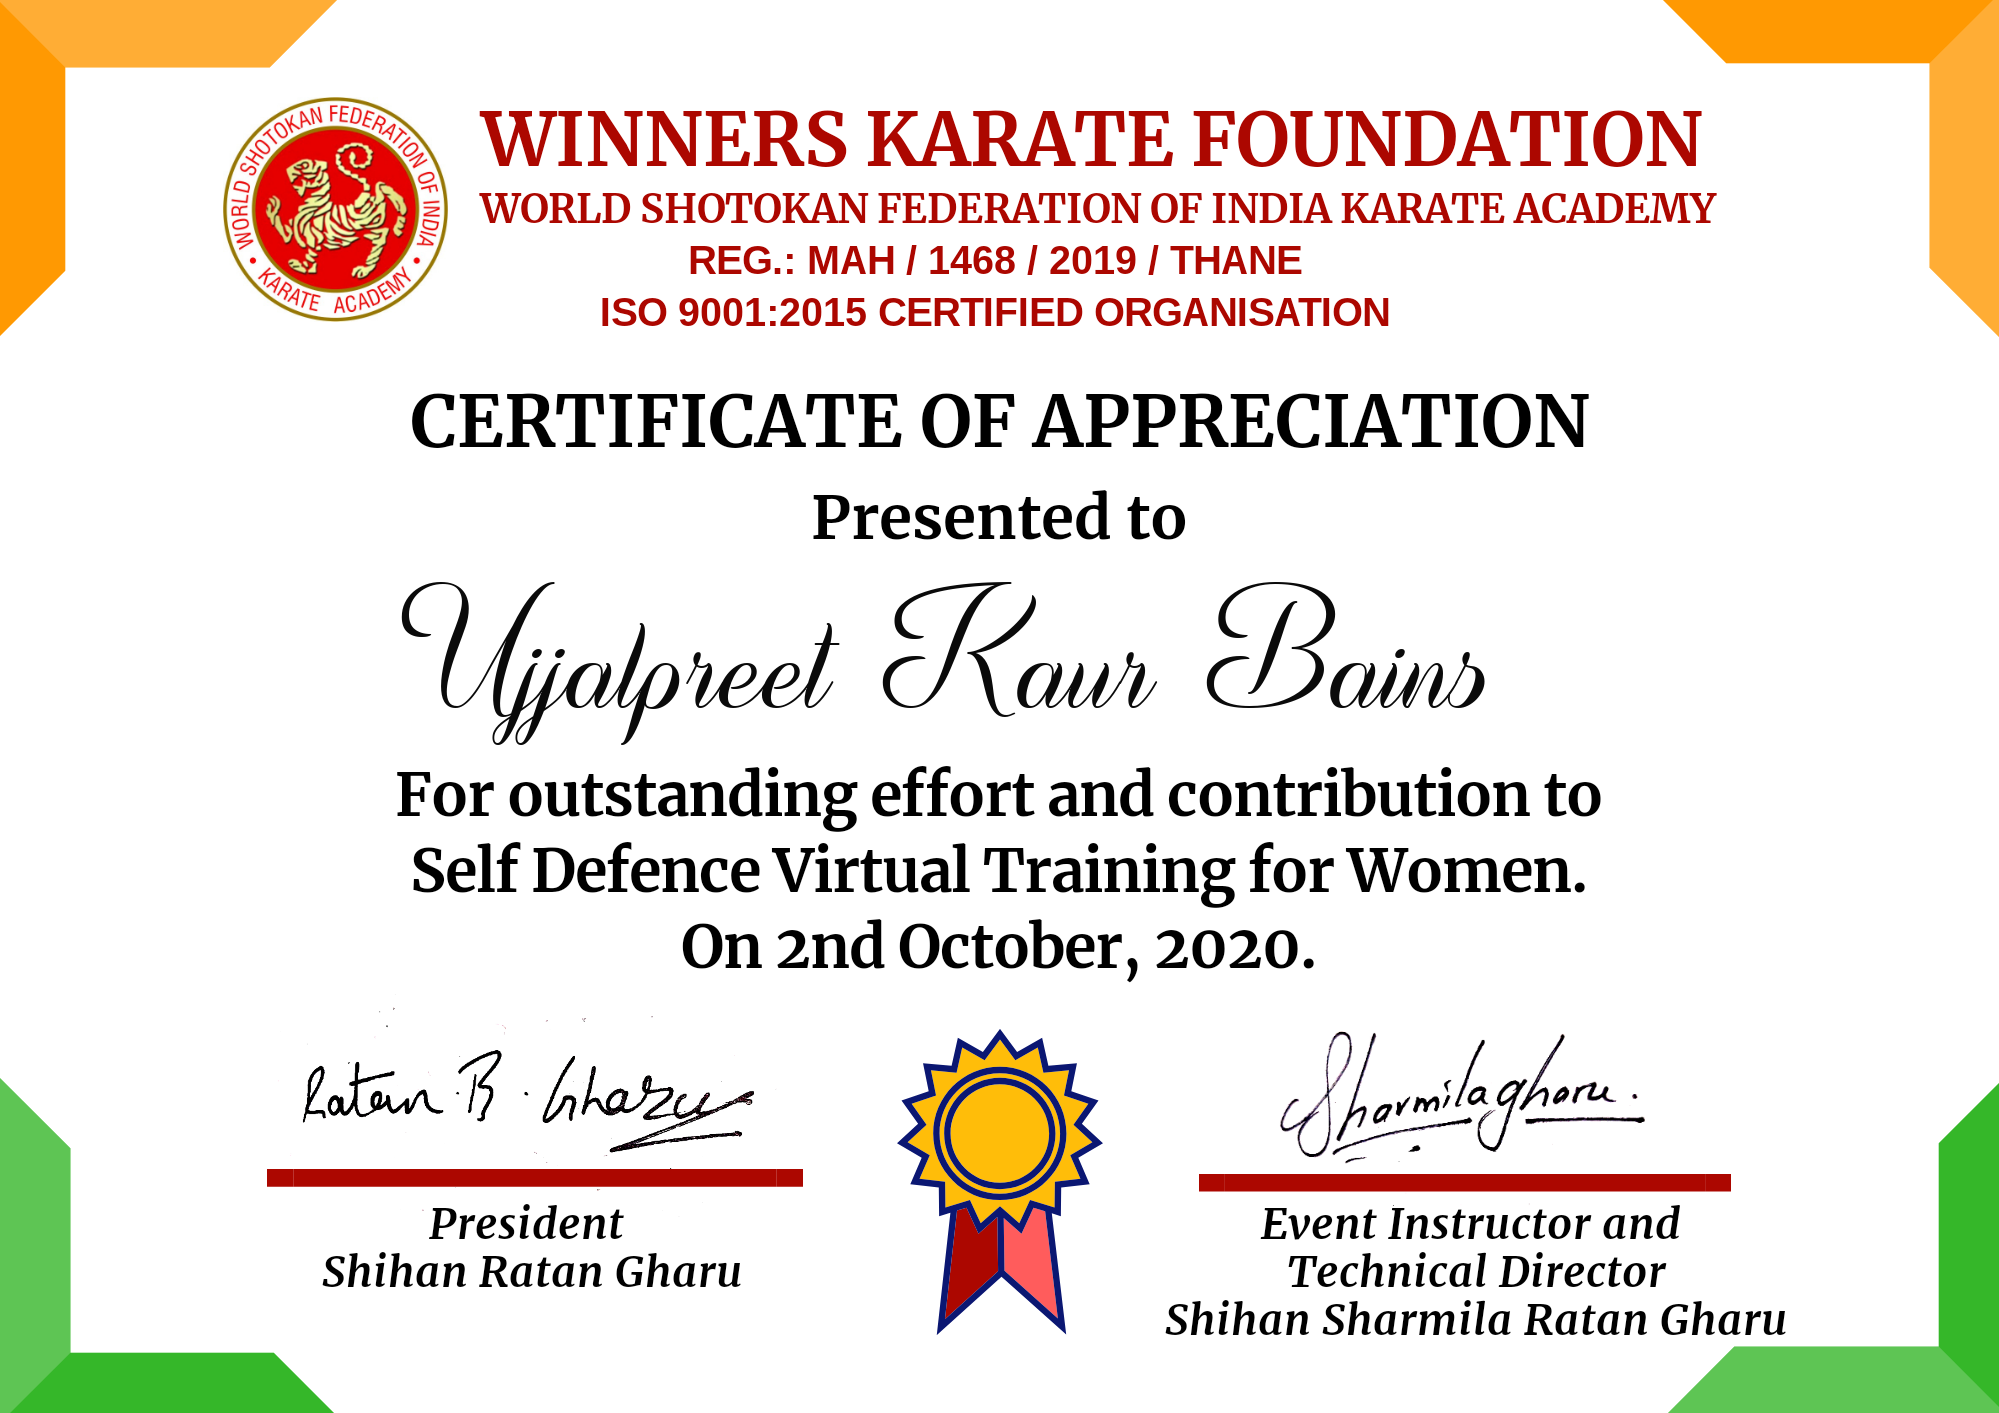 WORLD SHOTOKAN FEDERATION OF INDIA
• KARATE ACADEMY •
WINNERS KARATE FOUNDATION
WORLD SHOTOKAN FEDERATION OF INDIA KARATE ACADEMY
REG.: MAH / 1468 / 2019 / THANE
ISO 9001:2015 CERTIFIED ORGANISATION
CERTIFICATE OF APPRECIATION
Presented to
Ujjalpreet Kaur Bains
For outstanding effort and contribution to
Self Defence Virtual Training for Women.
On 2nd October, 2020.
Ratan B. Gharu
Sharmilagharu.
President
Shihan Ratan Gharu
Event Instructor and
Technical Director
Shihan Sharmila Ratan Gharu